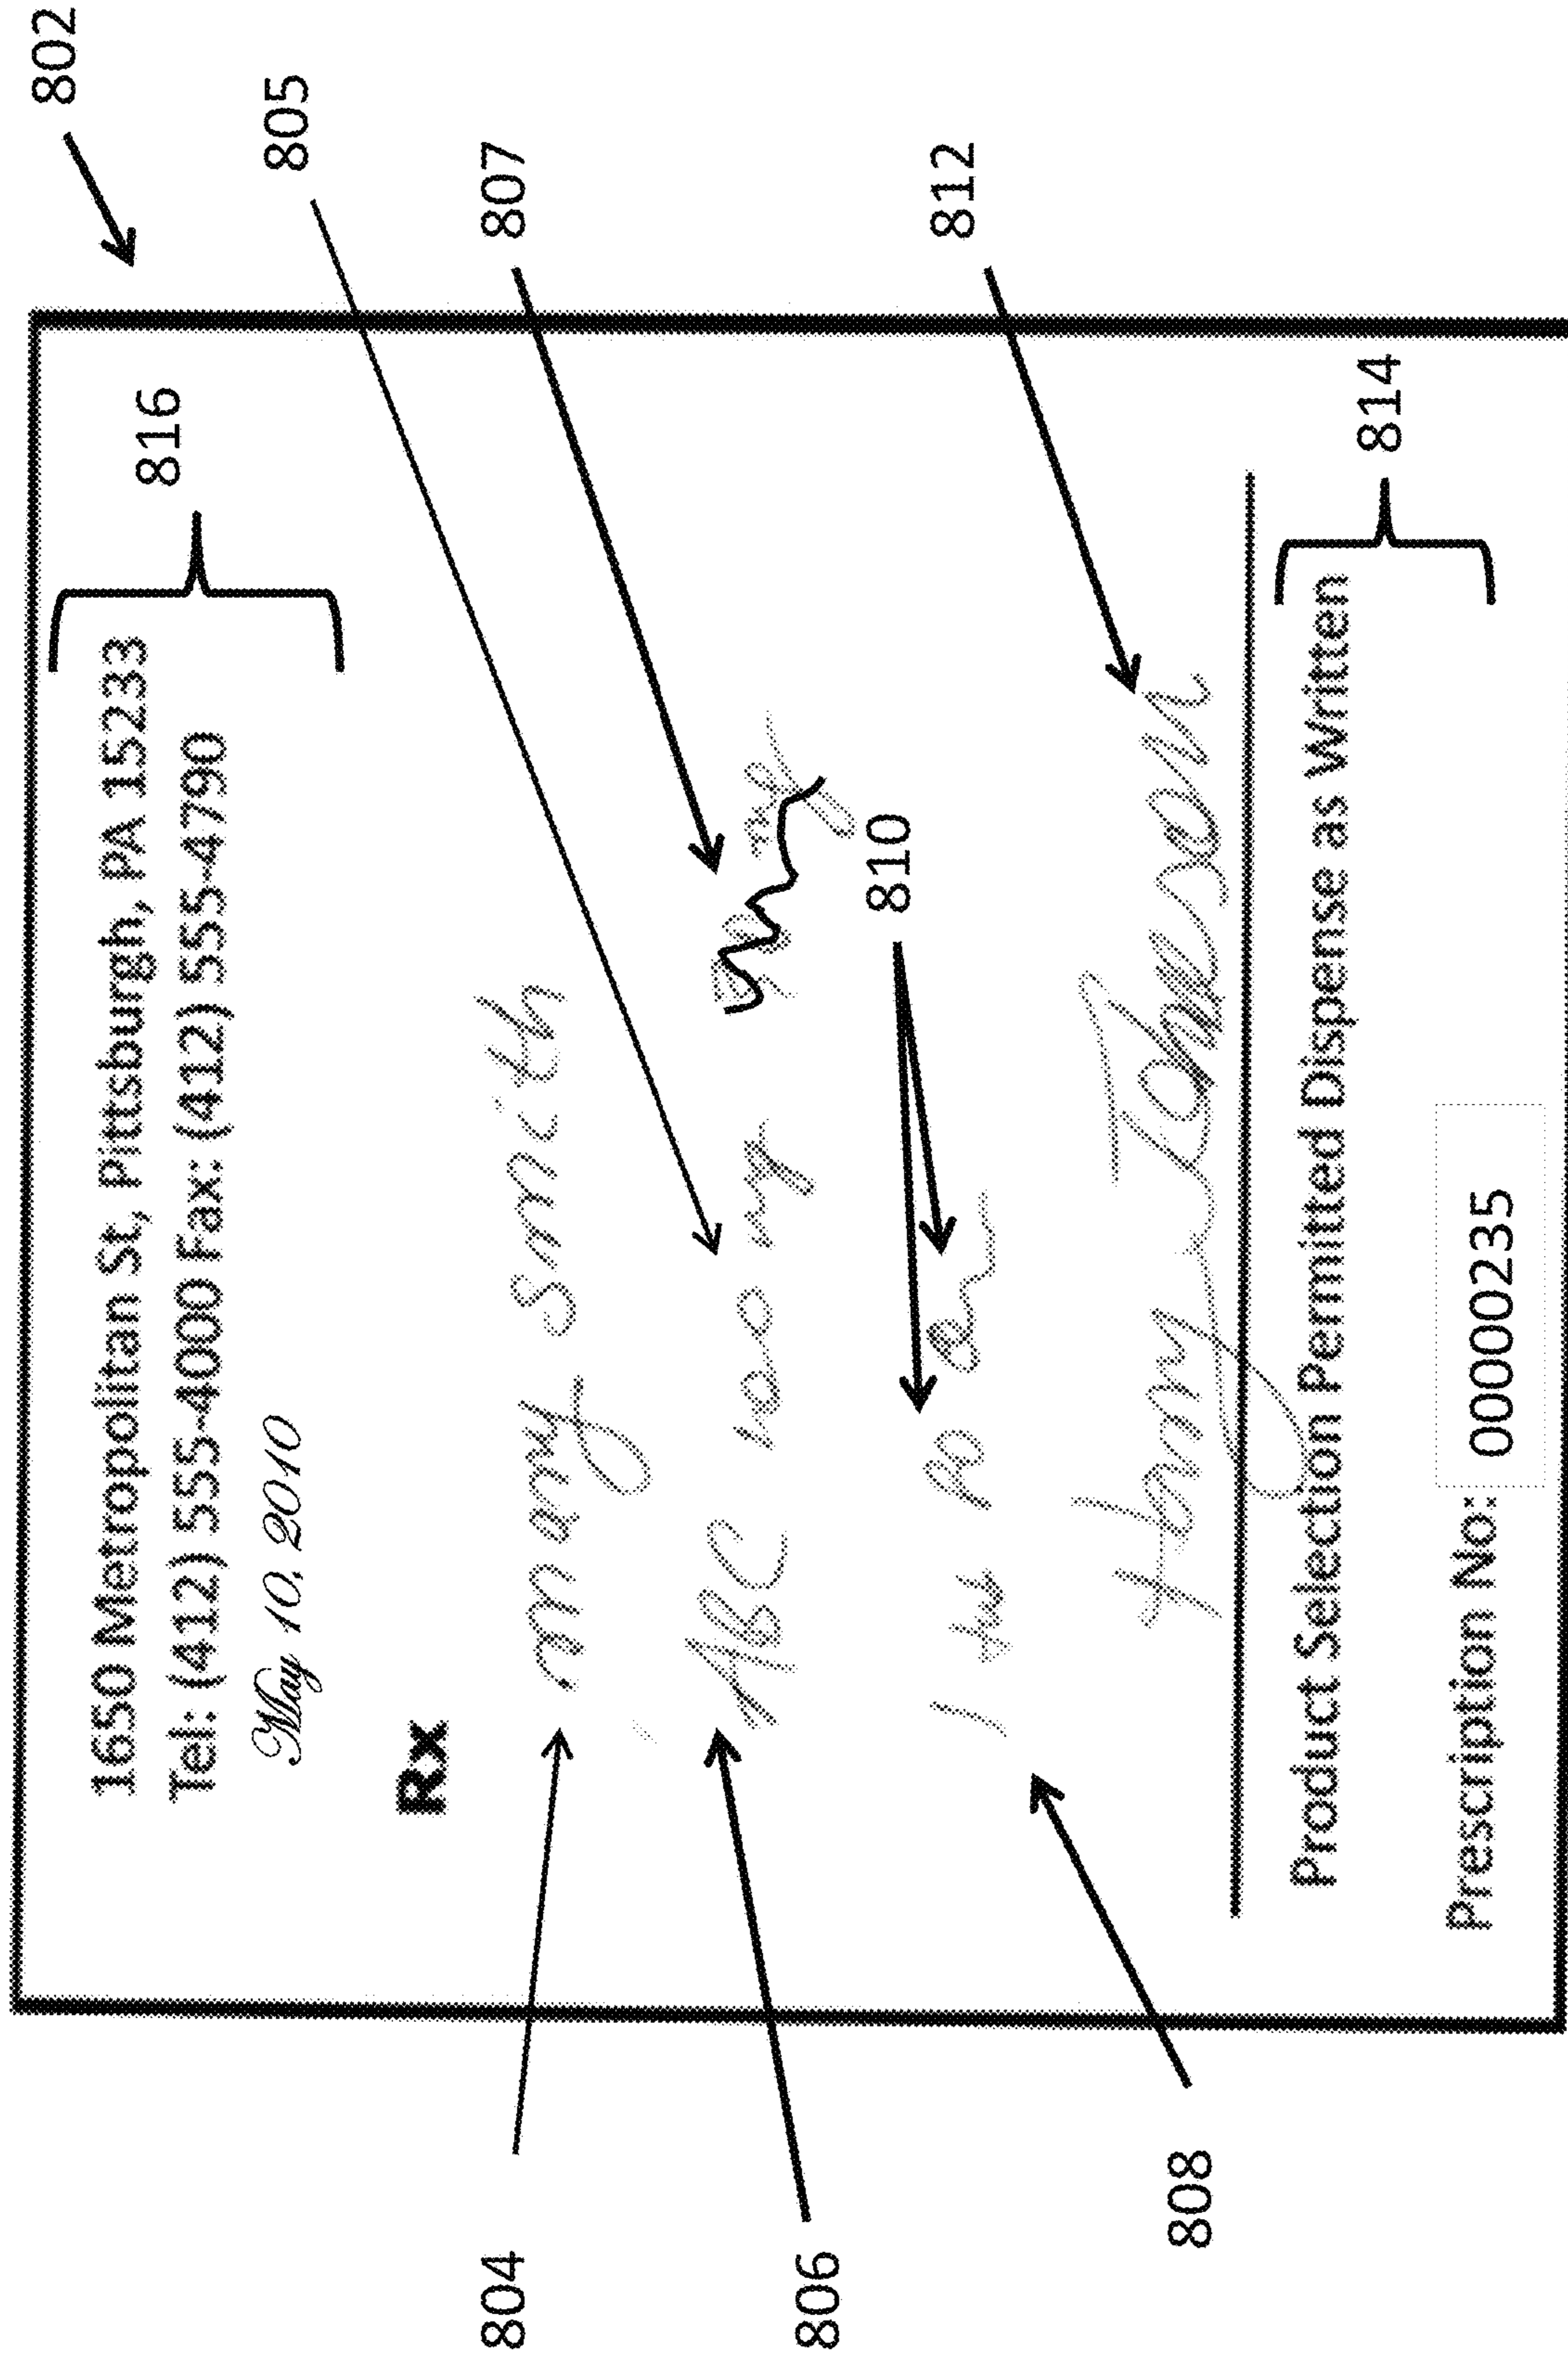 802
805
816
1650 Metropolitan St, Pittsburgh, PA 15233
Tel: (412) 555-4000 Fax: (412) 555-4790
May 10, 2010
Rx
804
Mary Smith
807
806
ABC 100 mg mg
810
808
1 tab PO
812
Johnson
Product Selection Permitted Dispense as Written
814
Prescription No: 00000235